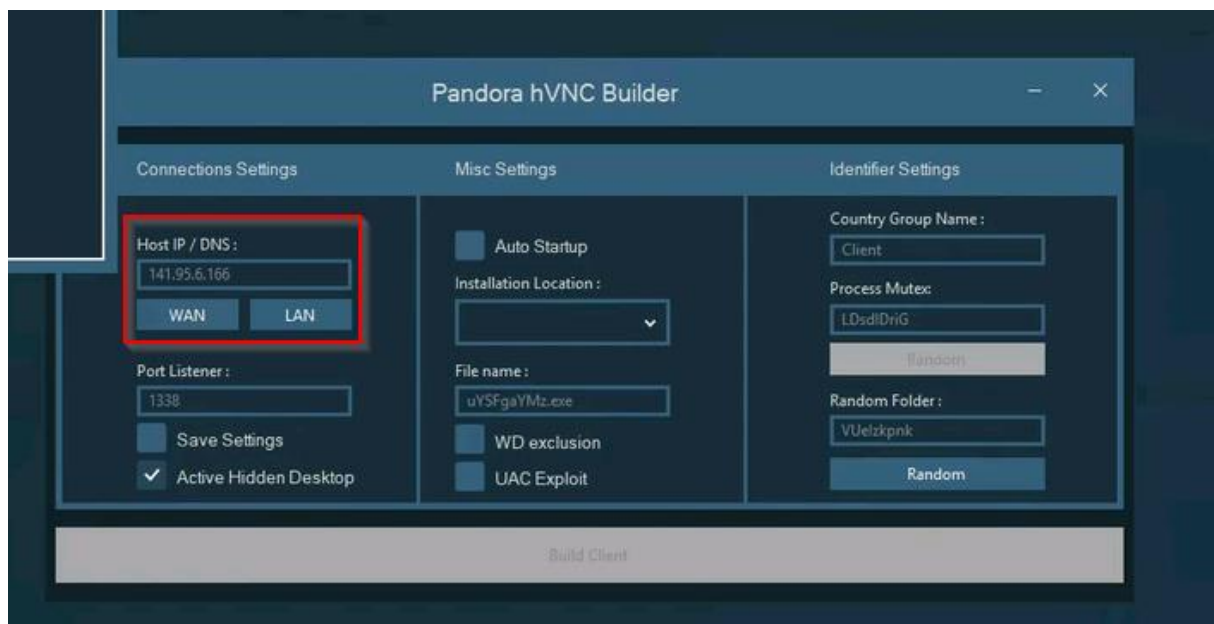 Pandora hVNC Builder
Connections Settings
Host IP / DNS :
141.95.6.166
WAN LAN
Port Listener :
1338
Save Settings
Active Hidden Desktop
Misc Settings
Auto Startup
Installation Location :
File name :
uYSFgaYMz.exe
WD exclusion
UAC Exploit
Identifier Settings
Country Group Name :
Client
Process Mutex:
LDsdlDriG
Random
Random Folder :
VUelzkpnk
Random
Build Client